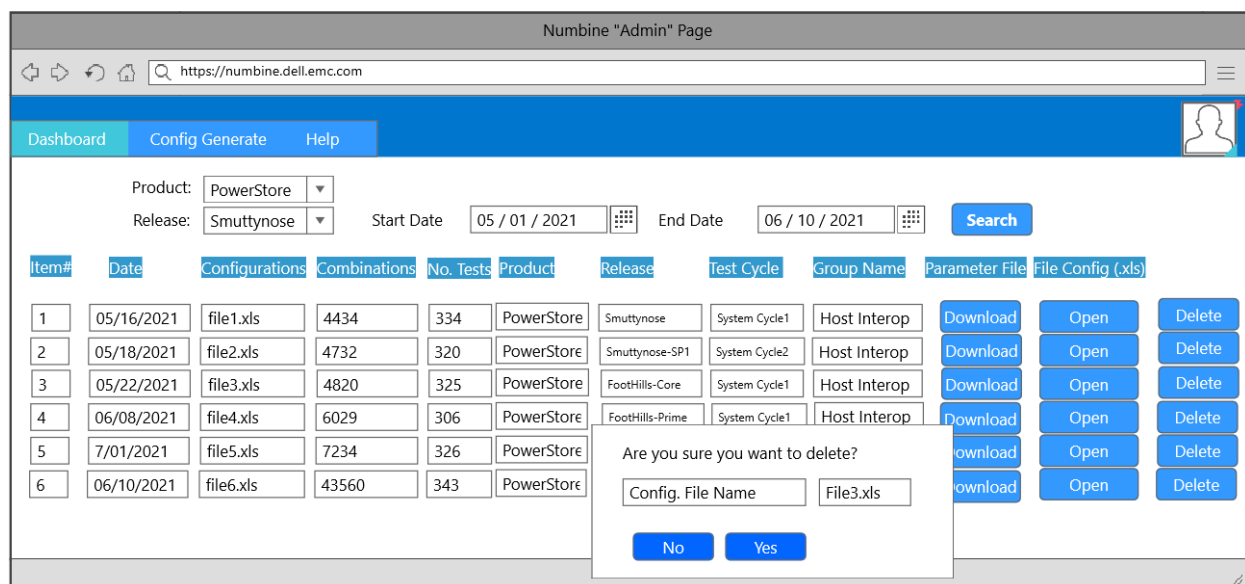 Numbine "Admin" Page
https://numbine.dell.emc.com
Dashboard Config Generate Help
Product: PowerStore
Release: Smuttynose Start Date 05 / 01 / 2021 End Date 06 / 10 / 2021 Search
Item# Date Configurations Combinations No. Tests Product Release Test Cycle Group Name Parameter File File Config (.xls)
1 05/16/2021 file1.xls 4434 334 PowerStore Smuttynose System Cycle1 Host Interop Download Open Delete
2 05/18/2021 file2.xls 4732 320 PowerStore Smuttynose-SP1 System Cycle2 Host Interop Download Open Delete
3 05/22/2021 file3.xls 4820 325 PowerStore FootHills-Core System Cycle1 Host Interop Download Open Delete
4 06/08/2021 file4.xls 6029 306 PowerStore FootHills-Prime System Cycle1 Host Interop Download Open Delete
5 7/01/2021 file5.xls 7234 326 PowerStore Download Open Delete
6 06/10/2021 file6.xls 43560 343 PowerStore ownload Open Delete
Are you sure you want to delete?
Config. File Name File3.xls
No Yes